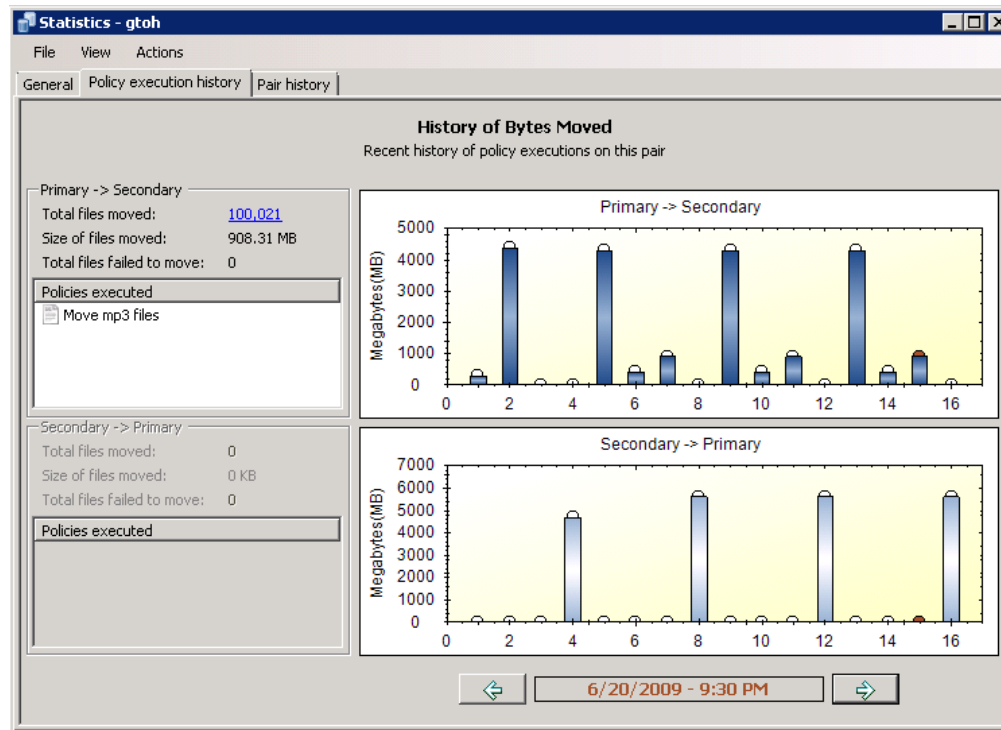 Statistics - gtoh
File View Actions
General Policy execution history Pair history
History of Bytes Moved
Recent history of policy executions on this pair
Primary -> Secondary
Total files moved: 100,021
Size of files moved: 908.31 MB
Total files failed to move: 0
Policies executed
Move mp3 files
Primary -> Secondary
Megabytes(MB)
5000
4000
3000
2000
1000
0
0 2 4 6 8 10 12 14 16
Secondary -> Primary
Total files moved: 0
Size of files moved: 0 KB
Total files failed to move: 0
Policies executed
Secondary -> Primary
Megabytes(MB)
7000
6000
5000
4000
3000
2000
1000
0
0 2 4 6 8 10 12 14 16
6/20/2009 - 9:30 PM